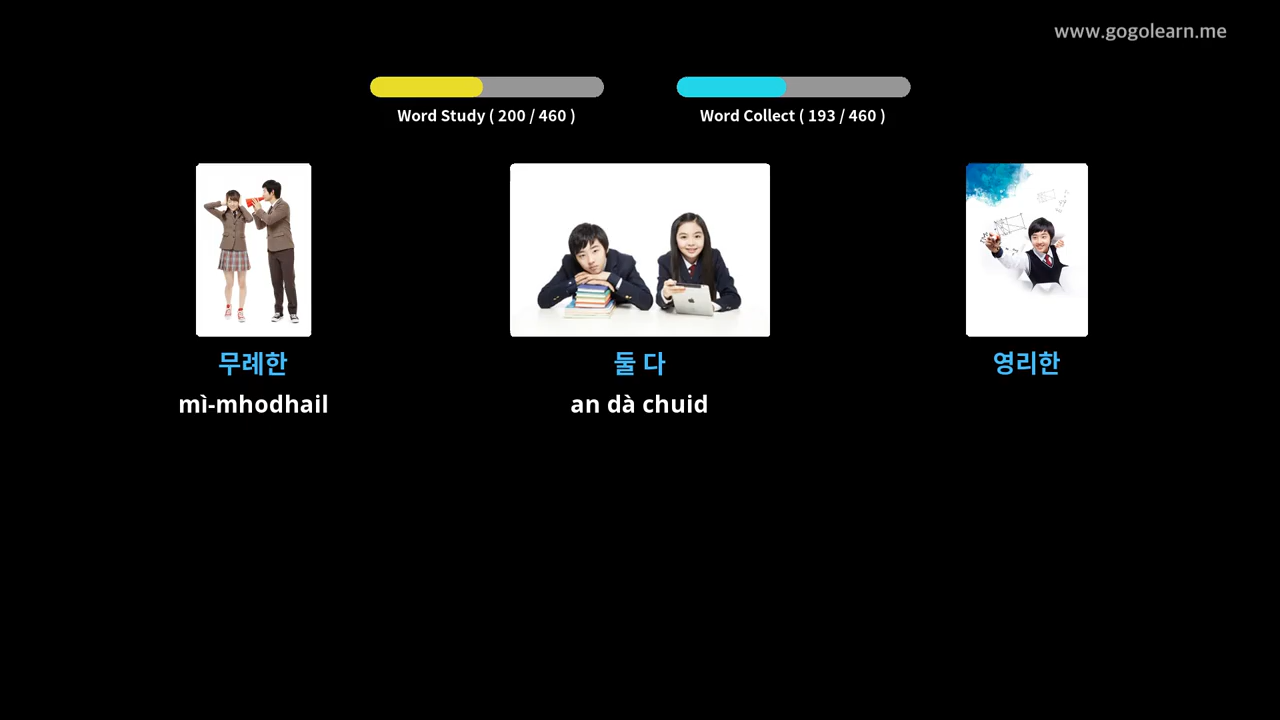 www.gogolearn.me
Word Study ( 200 / 460 )
Word Collect ( 193 / 460 )
무례한
둘 다
영리한
mì-mhodhail
an dà chuid